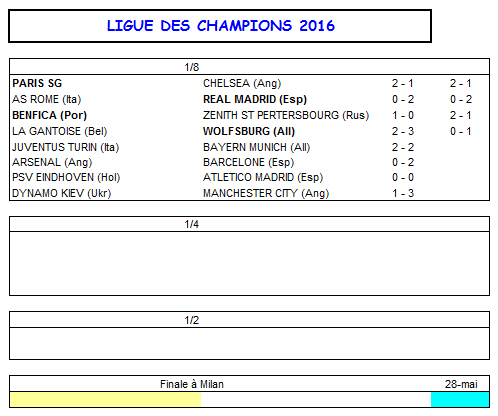 LIGUE DES CHAMPIONS 2016
1/8
PARIS SG CHELSEA (Ang) 2 - 1 2 - 1
AS ROME (Ita) REAL MADRID (Esp) 0 - 2 0 - 2
BENFICA (Por) ZENITH ST PERTERSBOURG (Rus) 1 - 0 2 - 1
LA GANTOISE (Bel) WOLFSBURG (All) 2 - 3 0 - 1
JUVENTUS TURIN (Ita) BAYERN MUNICH (All) 2 - 2
ARSENAL (Ang) BARCELONE (Esp) 0 - 2
PSV EINDHOVEN (Hol) ATLETICO MADRID (Esp) 0 - 0
DYNAMO KIEV (Ukr) MANCHESTER CITY (Ang) 1 - 3
1/4
1/2
Finale à Milan 28-mai